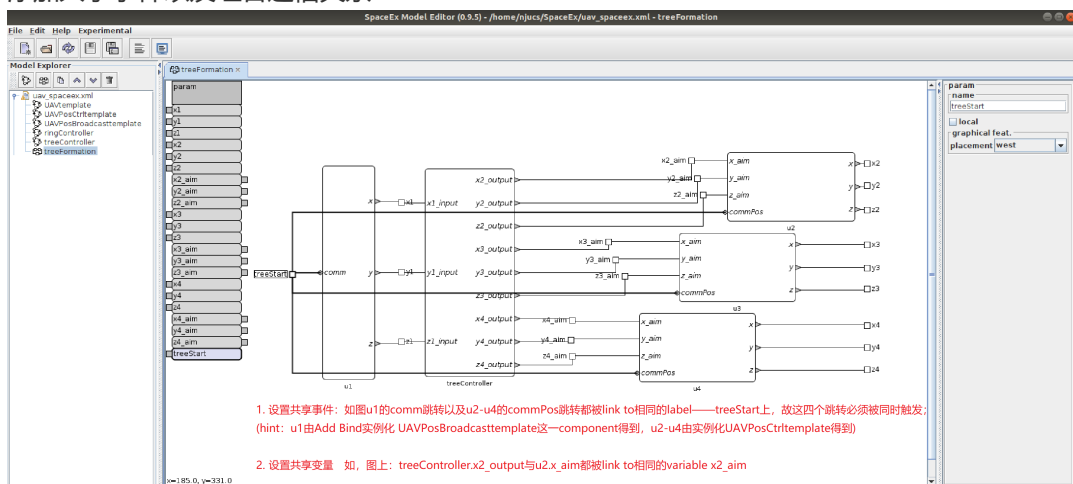 SpaceEx Model Editor (0.9.5) - /home/njucs/SpaceEx/uav_spaceex.xml - treeFormation
File Edit Help Experimental
Model Explorer
treeFormation ×
uav_spaceex.xml
UAVtemplate
UAVPosCtrltemplate
UAVPosBroadcasttemplate
ringController
treeController
treeFormation
param
x1
y1
z1
x2
y2
z2
x2_aim
y2_aim
z2_aim
x3
y3
z3
x3_aim
y3_aim
z3_aim
x4
y4
z4
x4_aim
y4_aim
z4_aim
treeStart
treeStart
comm
x
y
z
u1
x1
y1
z1
x1_input
y1_input
z1_input
x2_output
y2_output
z2_output
x3_output
y3_output
z3_output
x4_output
y4_output
z4_output
treeController
x2_aim
y2_aim
z2_aim
x_aim
y_aim
z_aim
commPos
x
y
z
x2
y2
z2
u2
x3_aim
y3_aim
z3_aim
x_aim
y_aim
z_aim
commPos
x
y
z
x3
y3
z3
u3
x4_aim
y4_aim
z4_aim
x_aim
y_aim
z_aim
commPos
x
y
z
x4
y4
z4
u4
1. 设置共享事件：如图u1的comm跳转以及u2-u4的commPos跳转都被link to相同的label——treeStart上，故这四个跳转必须被同时触发；
(hint：u1由Add Bind实例化 UAVPosBroadcasttemplate这一component得到，u2-u4由实例化UAVPosCtrltemplate得到)
2. 设置共享变量 如，图上：treeController.x2_output与u2.x_aim都被link to相同的variable x2_aim
x=185.0, y=331.0
param
name
treeStart
local
graphical feat.
placement west